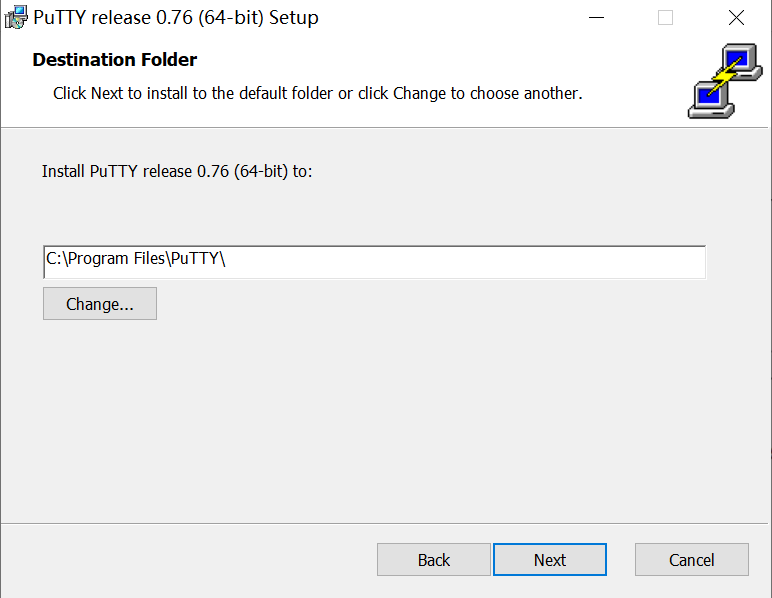 PuTTY release 0.76 (64-bit) Setup
Destination Folder
Click Next to install to the default folder or click Change to choose another.
Install PuTTY release 0.76 (64-bit) to:
C:\Program Files\PuTTY\
Change...
Back Next Cancel